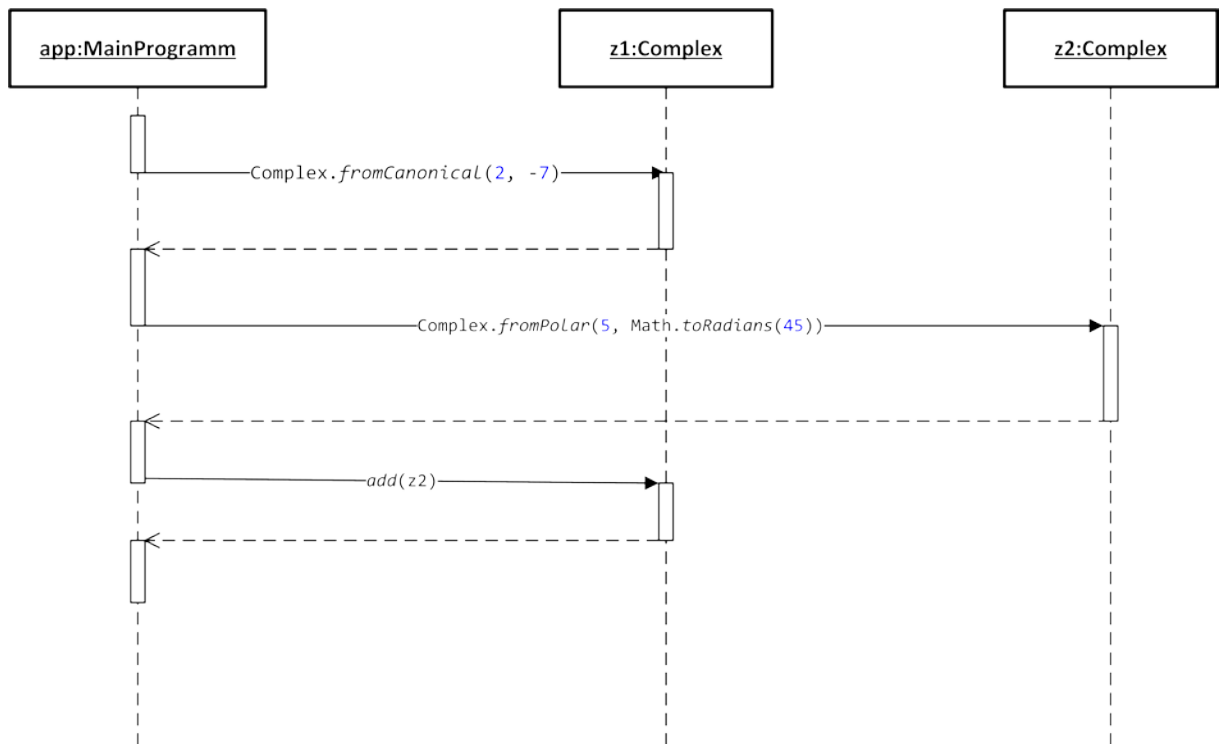 app:MainProgramm
z1:Complex
z2:Complex
Complex.fromCanonical(2, -7)
Complex.fromPolar(5, Math.toRadians(45))
add(z2)